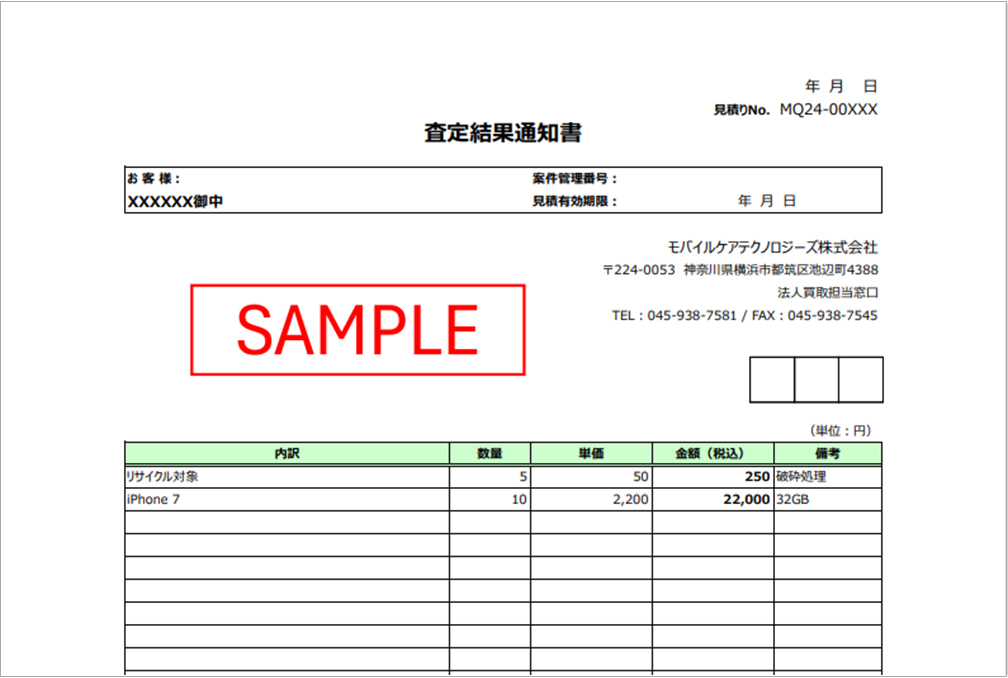 年 月 日
見積りNo. MQ24-00XXX
査定結果通知書
お 客 様： 案件管理番号：
XXXXXX御中 見積有効期限： 年 月 日
モバイルケアテクノロジーズ株式会社
〒224-0053 神奈川県横浜市都筑区池辺町4388
法人買取担当窓口
TEL：045-938-7581 / FAX：045-938-7545
SAMPLE
（単位：円）
内訳 数量 単価 金額（税込） 備考
リサイクル対象 5 50 250 破砕処理
iPhone 7 10 2,200 22,000 32GB